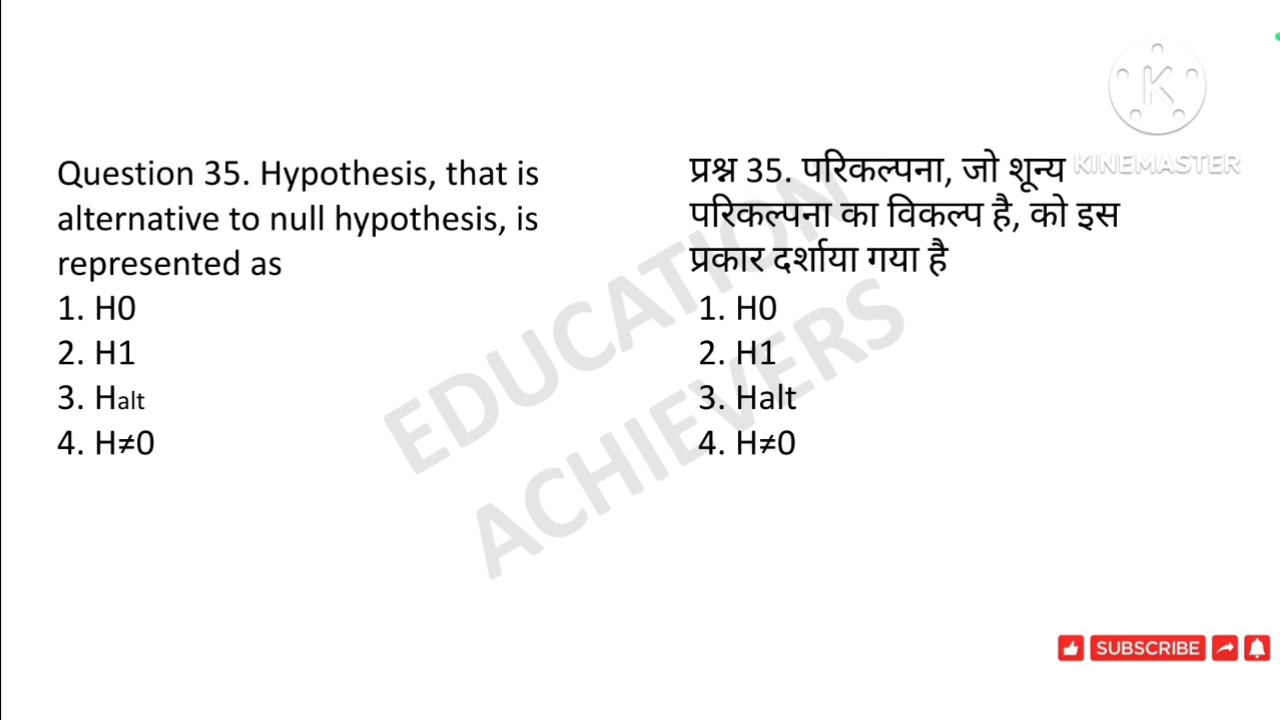 Question 35. Hypothesis, that is
alternative to null hypothesis, is
represented as
1. H0
2. H1
3. Halt
4. H≠0
प्रश्न 35. परिकल्पना, जो शून्य
परिकल्पना का विकल्प है, को इस
प्रकार दर्शाया गया है
1. H0
2. H1
3. Halt
4. H≠0
EDUCATION
ACHIEVERS
K
KINEMASTER
SUBSCRIBE